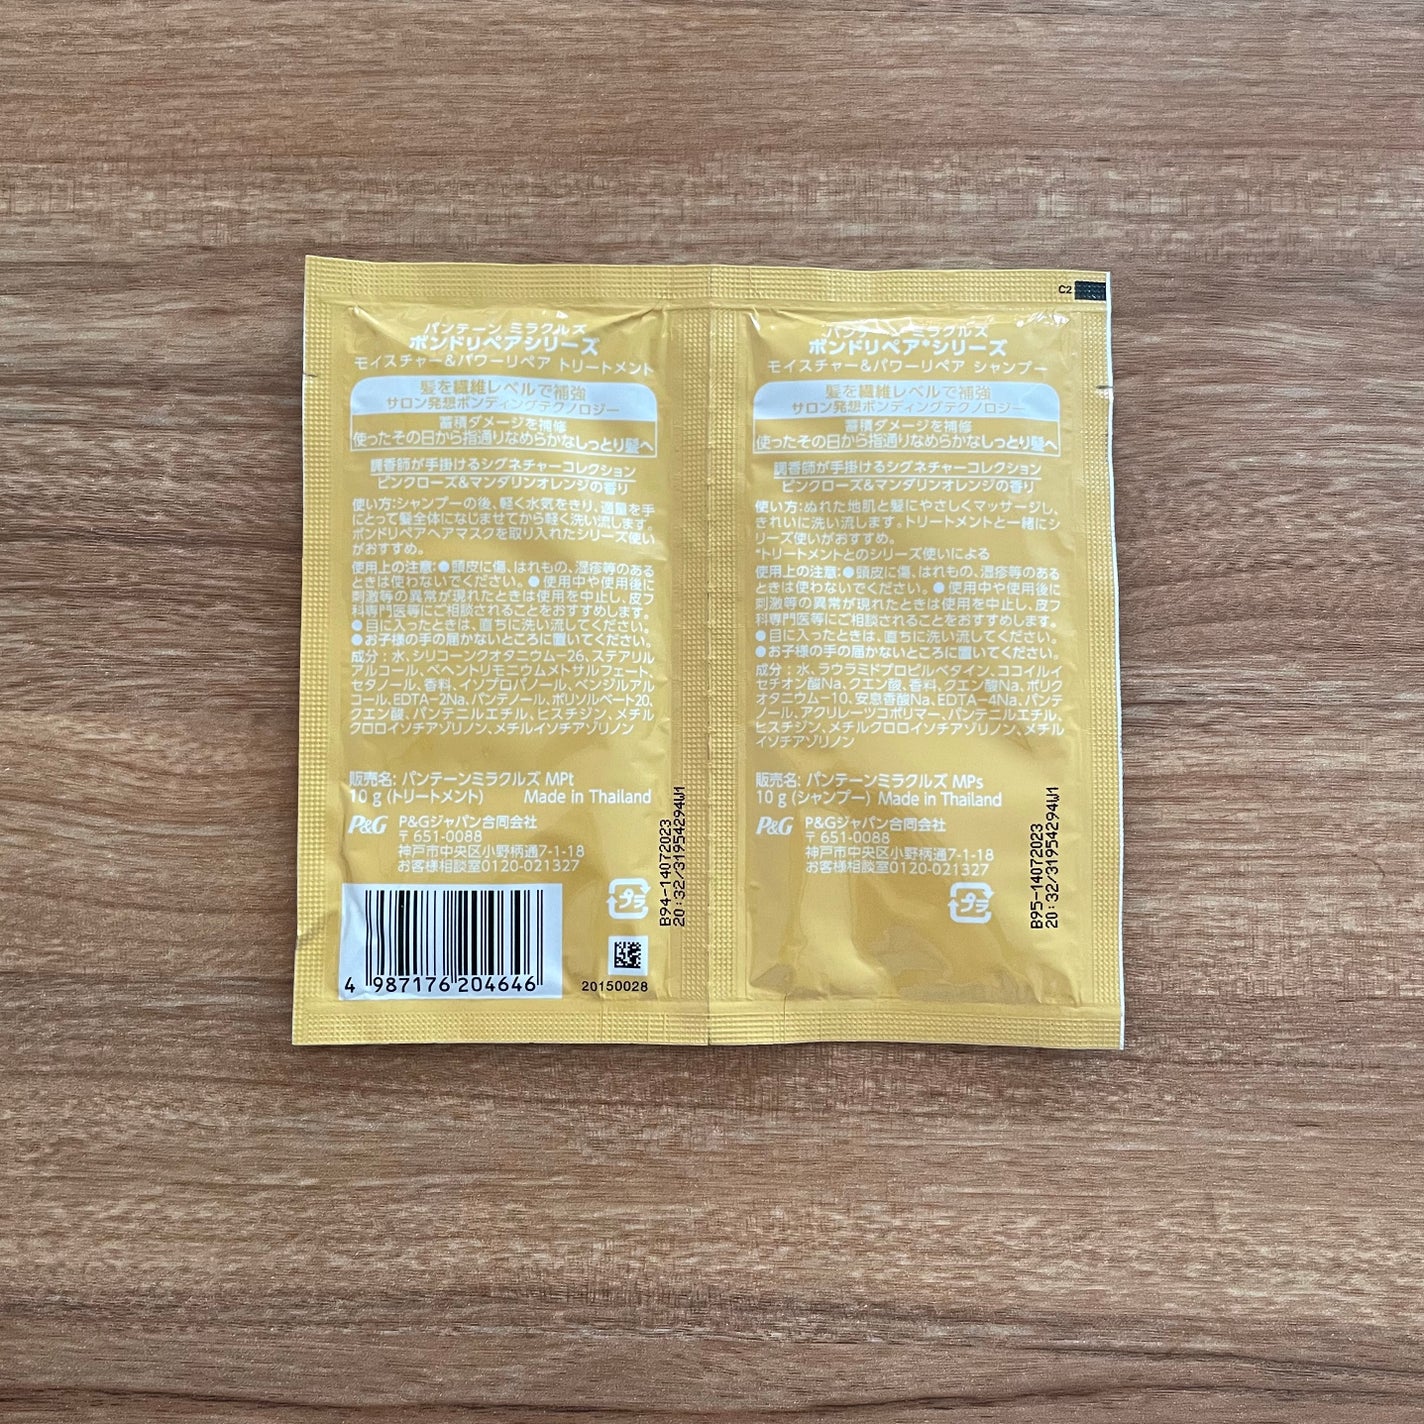 パンテーン ミラクルズ
ボンドリペアシリーズ
モイスチャー&パワーリペア トリートメント
髪を繊維レベルで補強
サロン発想ボンディングテクノロジー
蓄積ダメージを補修
使ったその日から指通りなめらかなしっとり髪へ
調香師が手掛けるシグネチャーコレクション
ピンクローズ&マンダリンオレンジの香り
使い方:シャンプーの後、軽く水気をきり、適量を手
にとって髪全体になじませてから軽く洗い流します。
ボンドリペアヘアマスクを取り入れたシリーズ使い
がおすすめ。
使用上の注意:●頭皮に傷、はれもの、湿疹等のある
ときは使わないでください。●使用中や使用後に
刺激等の異常が現れたときは使用を中止し、皮フ
科専門医等にご相談されることをおすすめします。
●目に入ったときは、直ちに洗い流してください。
●お子様の手の届かないところに置いてください。
成分:水、シリコーンクオタニウム-26、ステアリル
アルコール、ベヘントリモニウムメトサルフェート、
セタノール、香料、イソプロパノール、ベンジルアル
コール、EDTA-2Na、パンテノール、ポリソルベート20、
クエン酸、パンテニルエチル、ヒスチジン、メチル
クロロイソチアゾリノン、メチルイソチアゾリノン
販売名: パンテーンミラクルズ MPt
10 g (トリートメント) Made in Thailand
P&G P&Gジャパン合同会社
〒651-0088
神戸市中央区小野柄通7-1-18
お客様相談室0120-021327
プラ
4 987176 204646
20150028
B94-14072023
20:32/31954294W1
C2
パンテーン ミラクルズ
ボンドリペア*シリーズ
モイスチャー&パワーリペア シャンプー
髪を繊維レベルで補強
サロン発想ボンディングテクノロジー
蓄積ダメージを補修
使ったその日から指通りなめらかなしっとり髪へ
調香師が手掛けるシグネチャーコレクション
ピンクローズ&マンダリンオレンジの香り
使い方:ぬれた地肌と髪にやさしくマッサージし、
きれいに洗い流します。トリートメントと一緒にシ
リーズ使いがおすすめ。
*トリートメントとのシリーズ使いによる
使用上の注意:●頭皮に傷、はれもの、湿疹等のある
ときは使わないでください。●使用中や使用後に
刺激等の異常が現れたときは使用を中止し、皮フ
科専門医等にご相談されることをおすすめします。
●目に入ったときは、直ちに洗い流してください。
●お子様の手の届かないところに置いてください。
成分:水、ラウラミドプロピルベタイン、ココイルイ
セチオン酸Na、クエン酸、香料、クエン酸Na、ポリク
オタニウム-10、安息香酸Na、EDTA-4Na、パンテ
ノール、アクリレーツコポリマー、パンテニルエチル、
ヒスチジン、メチルクロロイソチアゾリノン、メチル
イソチアゾリノン
販売名: パンテーンミラクルズ MPs
10 g (シャンプー) Made in Thailand
P&G P&Gジャパン合同会社
〒651-0088
神戸市中央区小野柄通7-1-18
お客様相談室0120-021327
プラ
B95-14072023
20:32/31954294W1